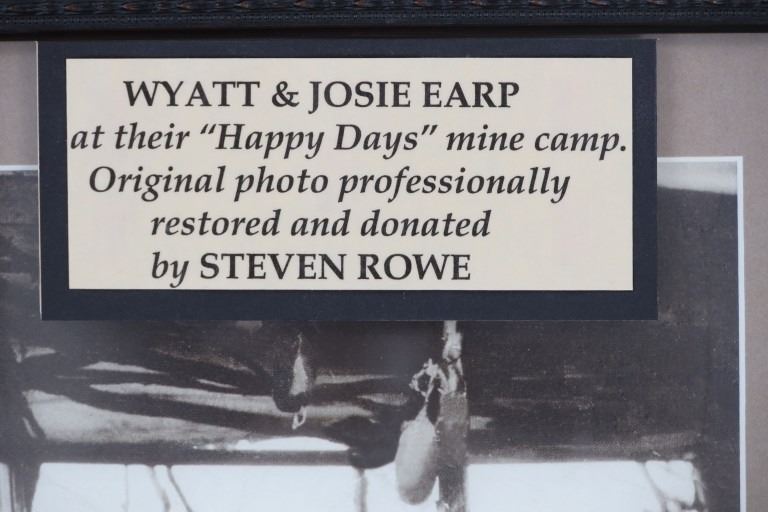 WYATT & JOSIE EARP
at their “Happy Days” mine camp.
Original photo professionally
restored and donated
by STEVEN ROWE